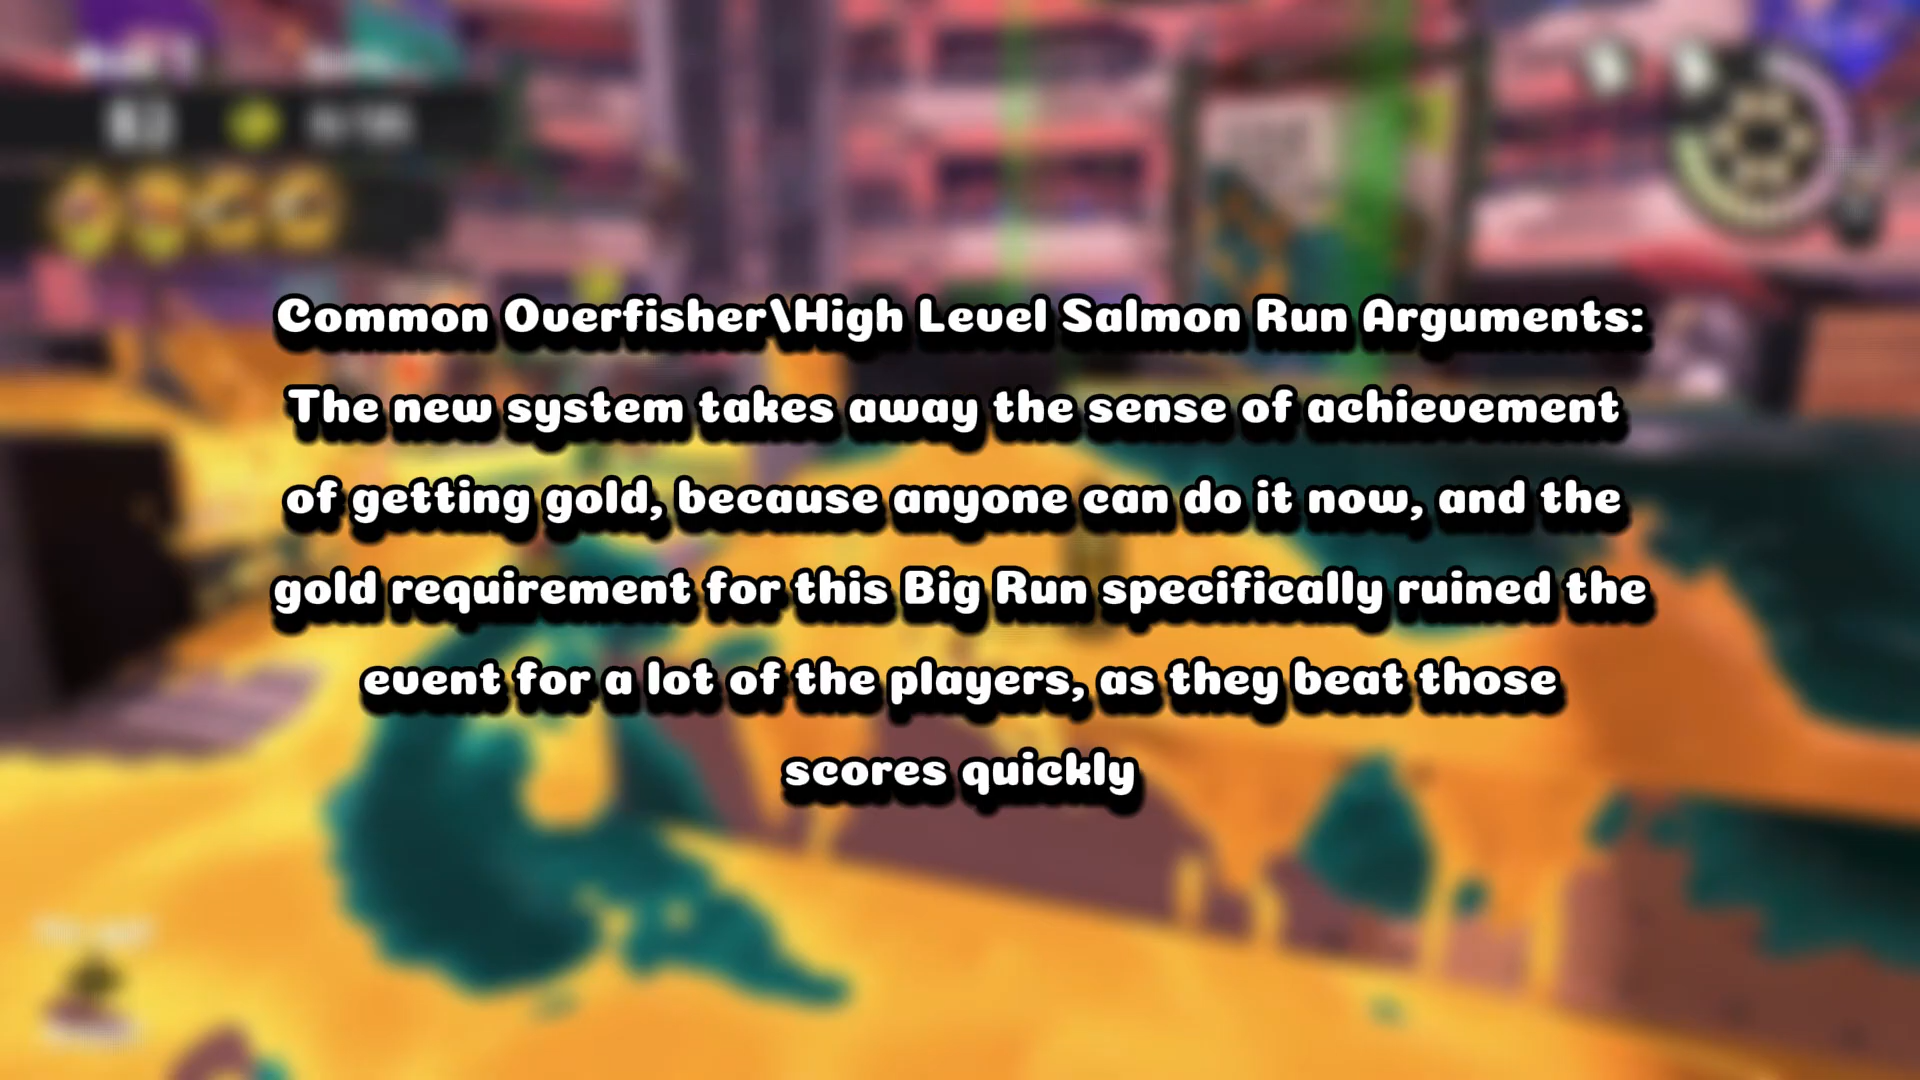 Common Overfisher\High Level Salmon Run Arguments:
The new system takes away the sense of achievement
of getting gold, because anyone can do it now, and the
gold requirement for this Big Run specifically ruined the
event for a lot of the players, as they beat those
scores quickly